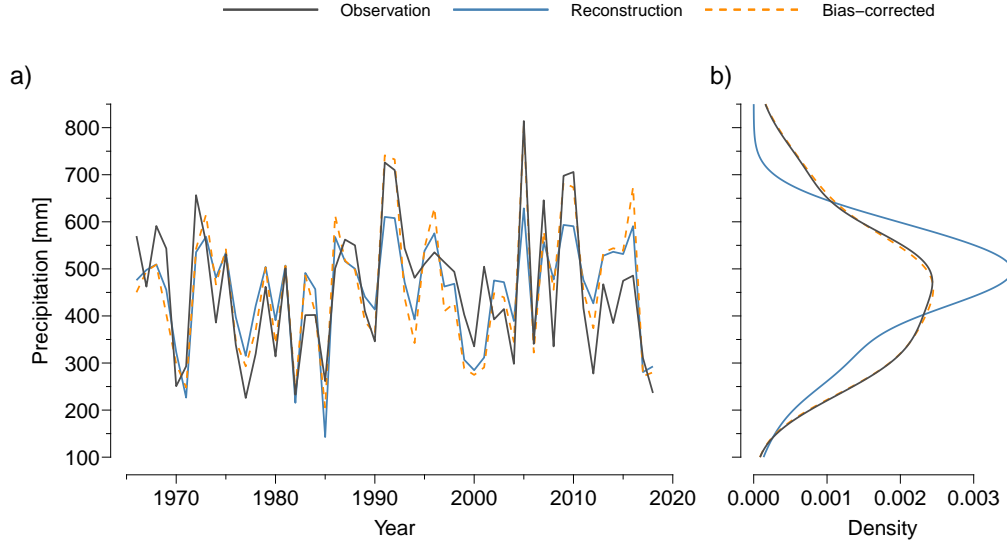 Observation Reconstruction Bias−corrected
a) b)
Precipitation [mm]
800
700
600
500
400
300
200
100
1970 1980 1990 2000 2010 2020
Year
0.000 0.001 0.002 0.003
Density